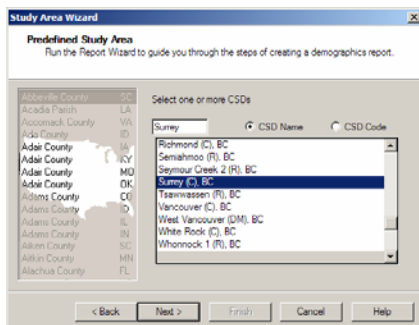 Study Area Wizard
Predefined Study Area
Run the Report Wizard to guide you through the steps of creating a demographics report.
Abbeville County SC
Acadia Parish LA
Accomack County VA
Ada County ID
Adair County IA
Adair County KY
Adair County MO
Adair County OK
Adams County CO
Adams County ID
Adams County IL
Adams County IN
Aiken County SC
Aitkin County MN
Alachua County FL
Select one or more CSDs
Surrey CSD Name CSD Code
Richmond (C), BC
Semiahmoo (R), BC
Seymour Creek 2 (R), BC
Surrey (C), BC
Tsawwassen (R), BC
Vancouver (C), BC
West Vancouver (DM), BC
White Rock (C), BC
Whonnock 1 (R), BC
< Back Next > Finish Cancel Help